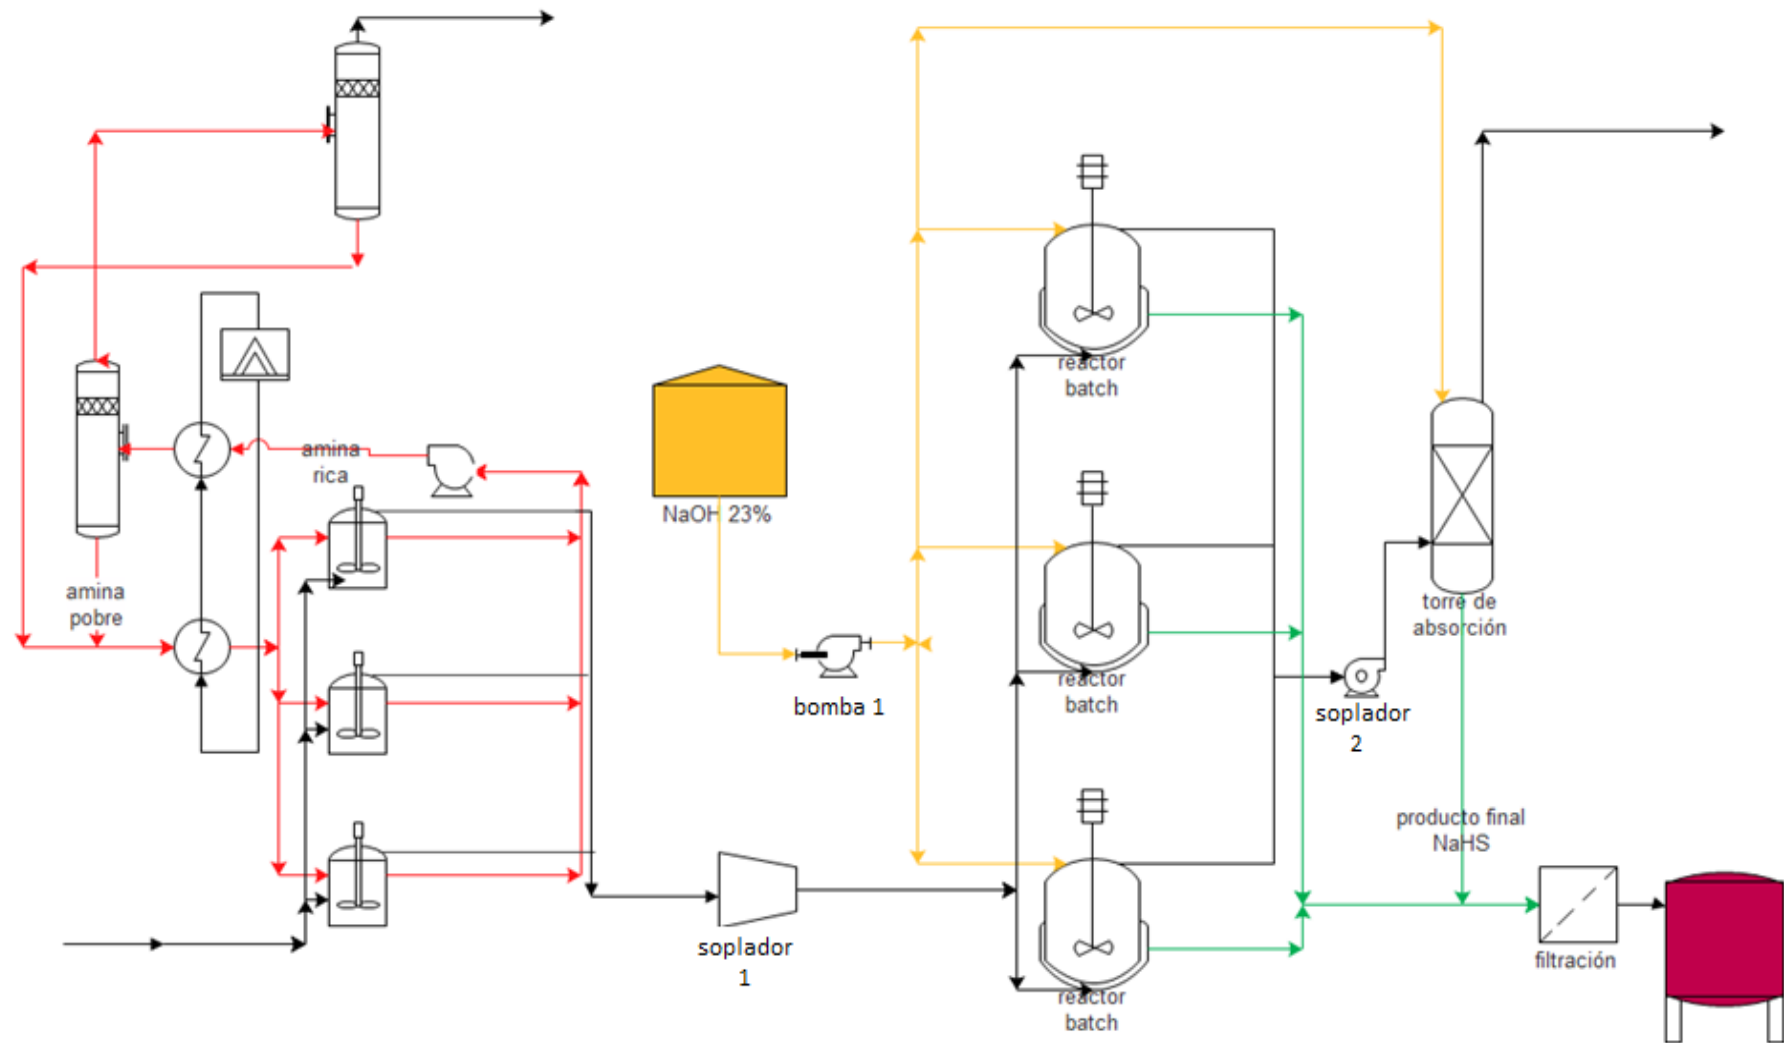 amina
rica
amina
pobre
NaOH 23%
bomba 1
soplador
1
reactor
batch
reactor
batch
reactor
batch
torre de
absorción
soplador
2
producto final
NaHS
filtración